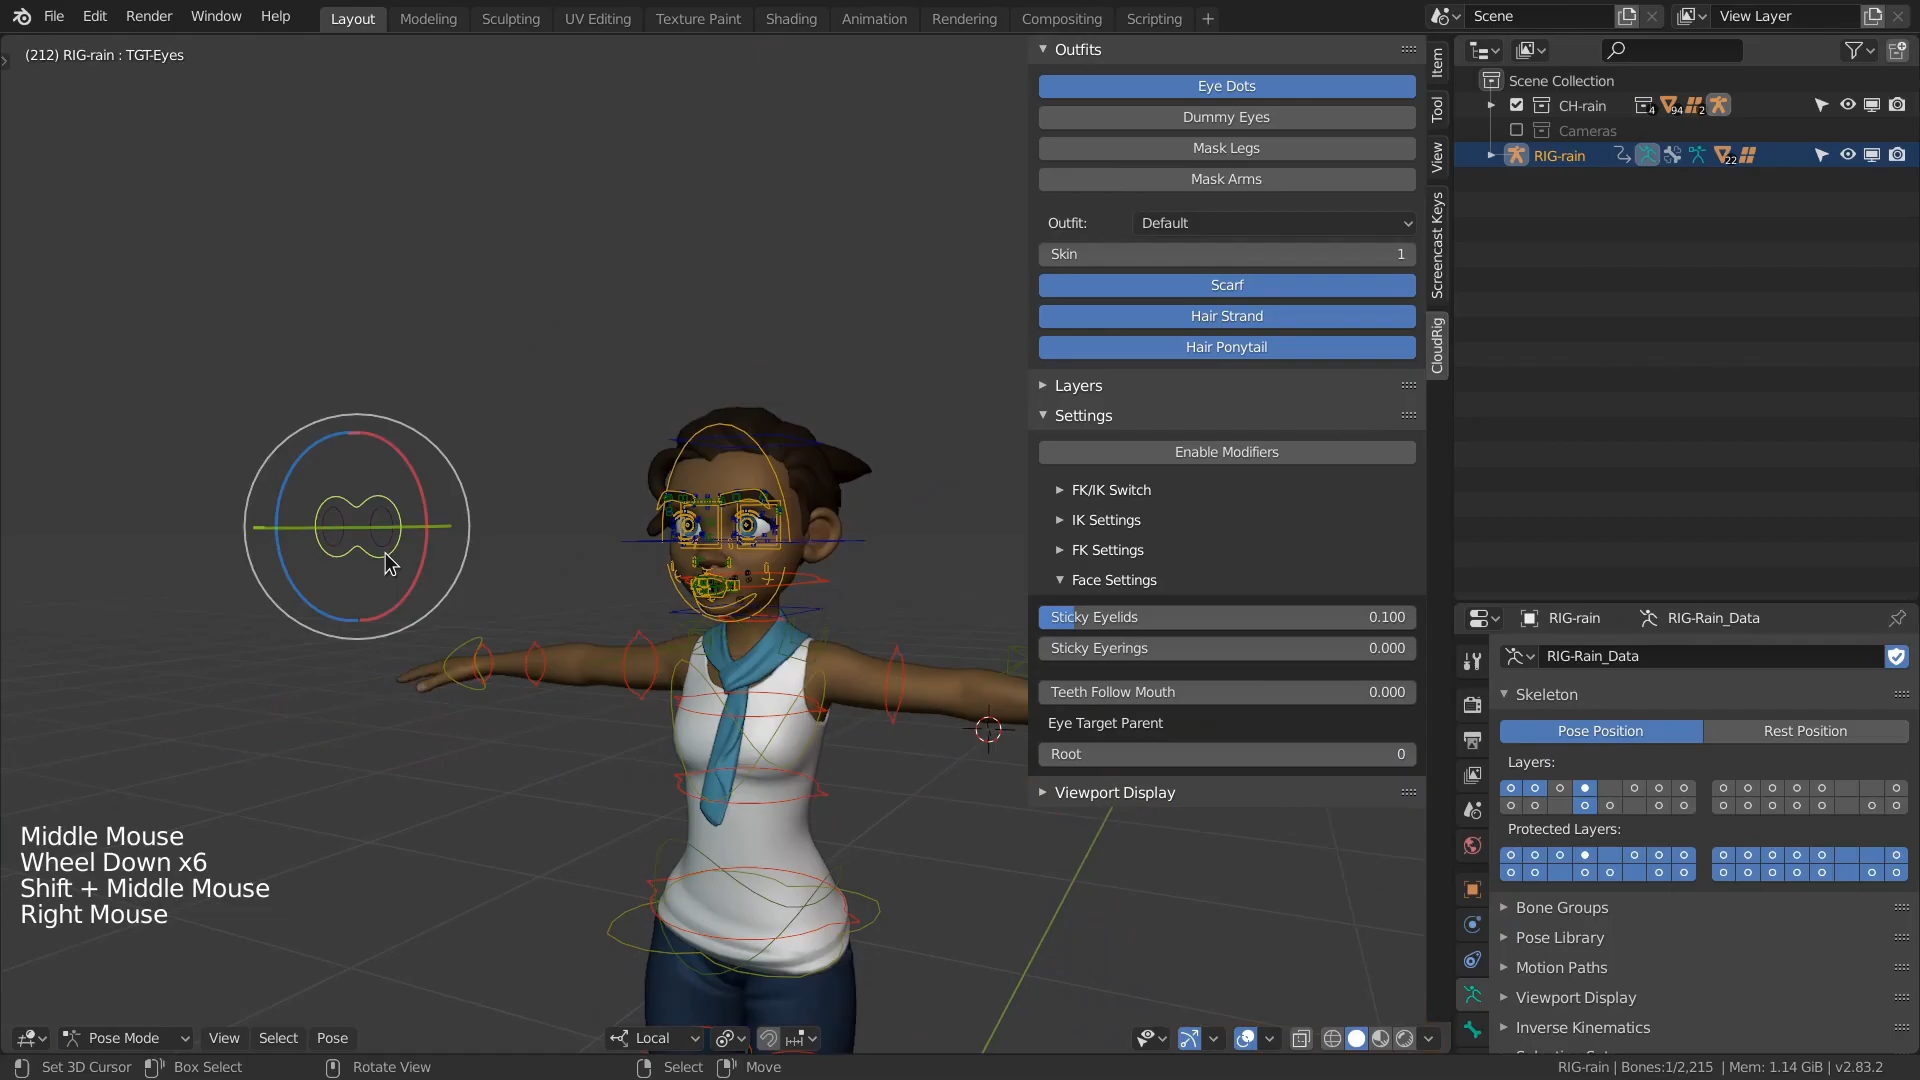 File Edit Render Window Help
Layout Modeling Sculpting UV Editing Texture Paint Shading Animation Rendering Compositing Scripting +
Scene
View Layer
(212) RIG-rain : TGT-Eyes
Outfits
Eye Dots
Dummy Eyes
Mask Legs
Mask Arms
Outfit: Default
Skin 1
Scarf
Hair Strand
Hair Ponytail
Layers
Settings
Enable Modifiers
FK/IK Switch
IK Settings
FK Settings
Face Settings
Sticky Eyelids 0.100
Sticky Eyerings 0.000
Teeth Follow Mouth 0.000
Eye Target Parent
Root 0
Viewport Display
Item
Tool
View
Screencast Keys
CloudRig
Scene Collection
CH-rain 4 94 2
Cameras
RIG-rain 22
RIG-rain RIG-Rain_Data
RIG-Rain_Data
Skeleton
Pose Position Rest Position
Layers:
Protected Layers:
Bone Groups
Pose Library
Motion Paths
Viewport Display
Inverse Kinematics
Middle Mouse
Wheel Down x6
Shift + Middle Mouse
Right Mouse
Pose Mode View Select Pose
Local
Set 3D Cursor Box Select Rotate View Select Move
RIG-rain | Bones:1/2,215 | Mem: 1.14 GiB | v2.83.2